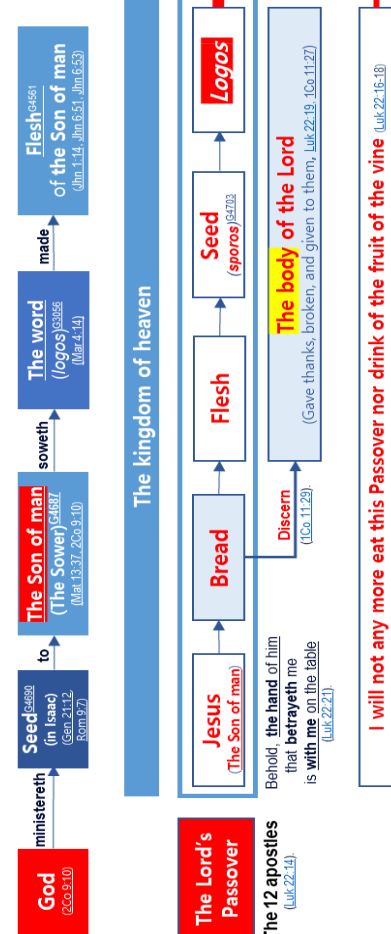 God
(2Co 9:10)
ministereth
Seed G4690
(in Isaac)
(Gen 21:12,
Rom 9:7)
to
The Son of man
(The Sower) G4687
(Mat 13:37, 2Co 9:10)
soweth
The word
(logos) G3056
(Mar 4:14)
made
Flesh G4561
of the Son of man
(Jhn 1:14, Jhn 6:51, Jhn 6:53)
The kingdom of heaven
The Lord's
Passover
Jesus
(The Son of man)
Bread
Flesh
Seed
(sporos) G4703
Logos
The 12 apostles
(Luk 22:14).
Behold, the hand of him
that betrayeth me
is with me on the table
(Luk 22:21).
Discern
(1Co 11:29).
The body of the Lord
(Gave thanks, broken, and given to them, Luk 22:19, 1Co 11:27)
I will not any more eat this Passover nor drink of the fruit of the vine (Luk 22:16-18)